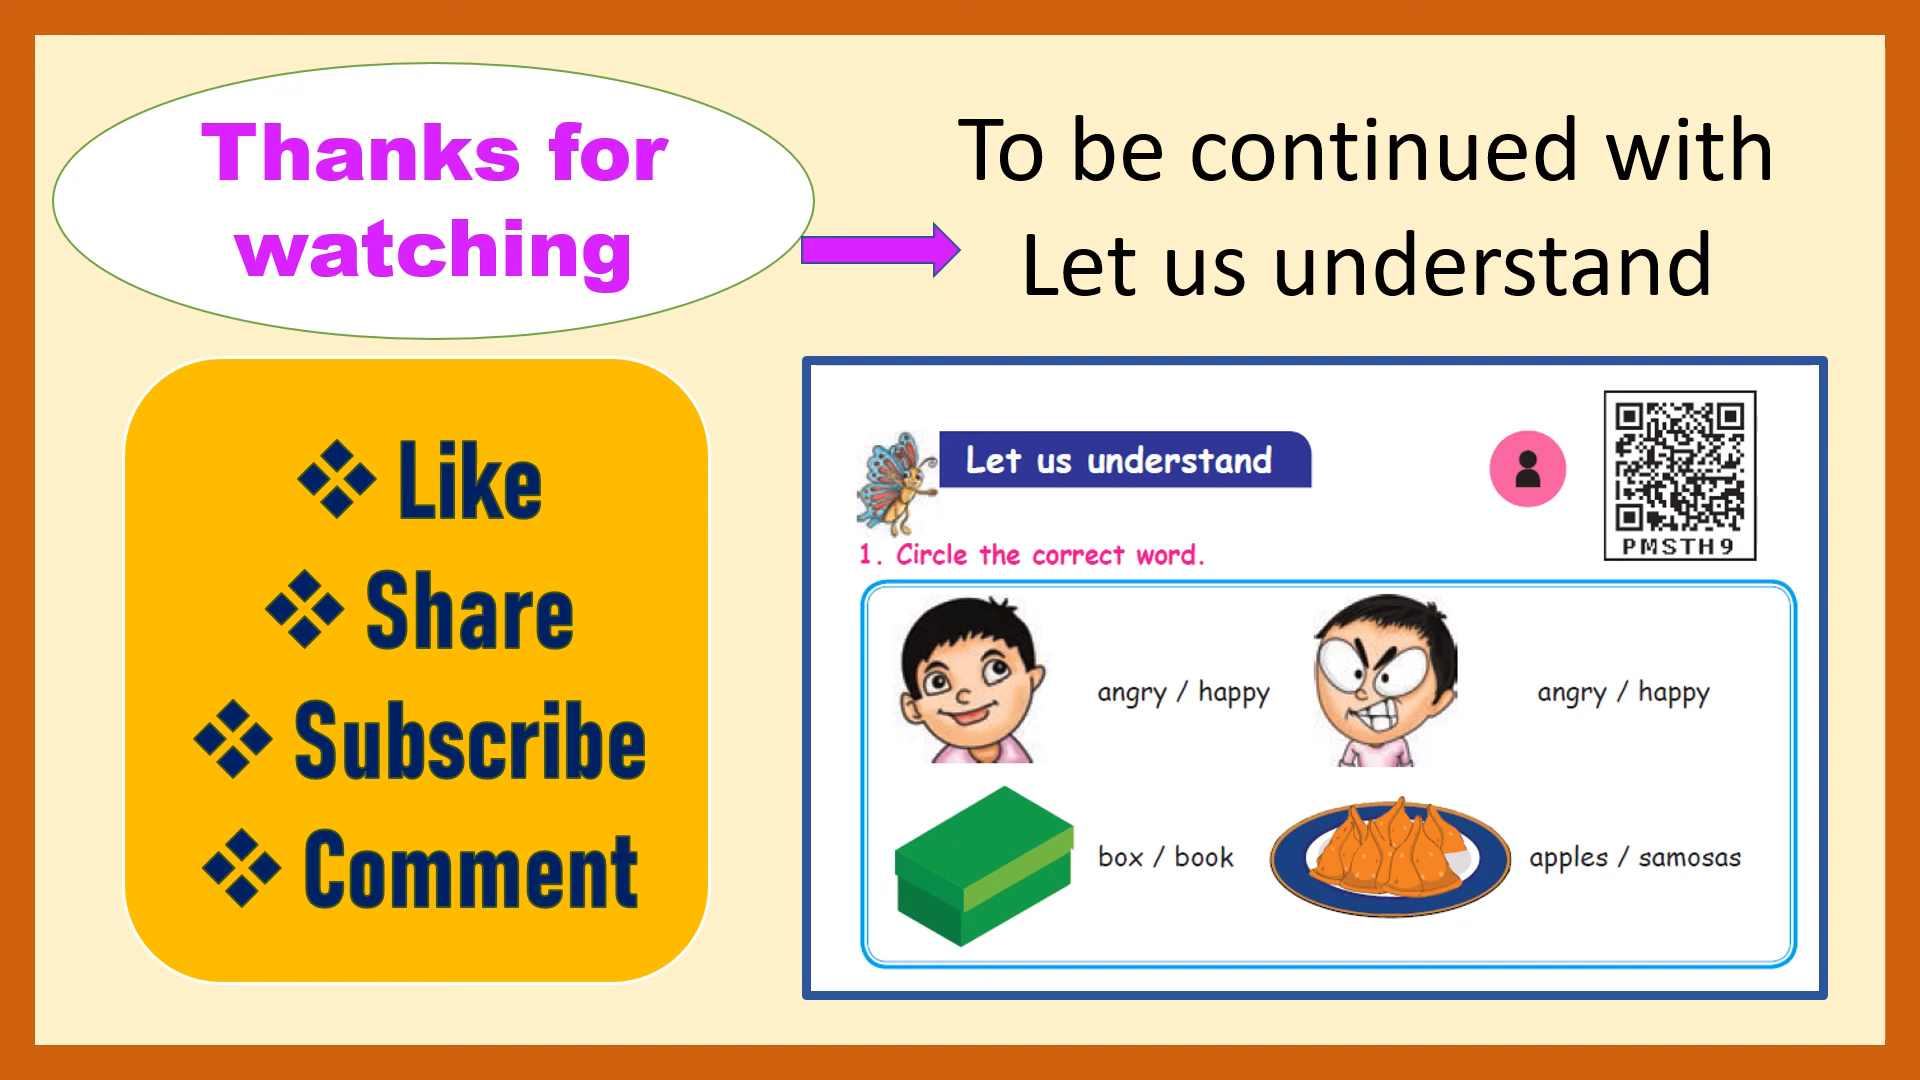 Thanks for
watching
To be continued with
Let us understand
❖ Like
❖ Share
❖ Subscribe
❖ Comment
Let us understand
PMSTH9
1. Circle the correct word.
angry / happy
angry / happy
box / book
apples / samosas